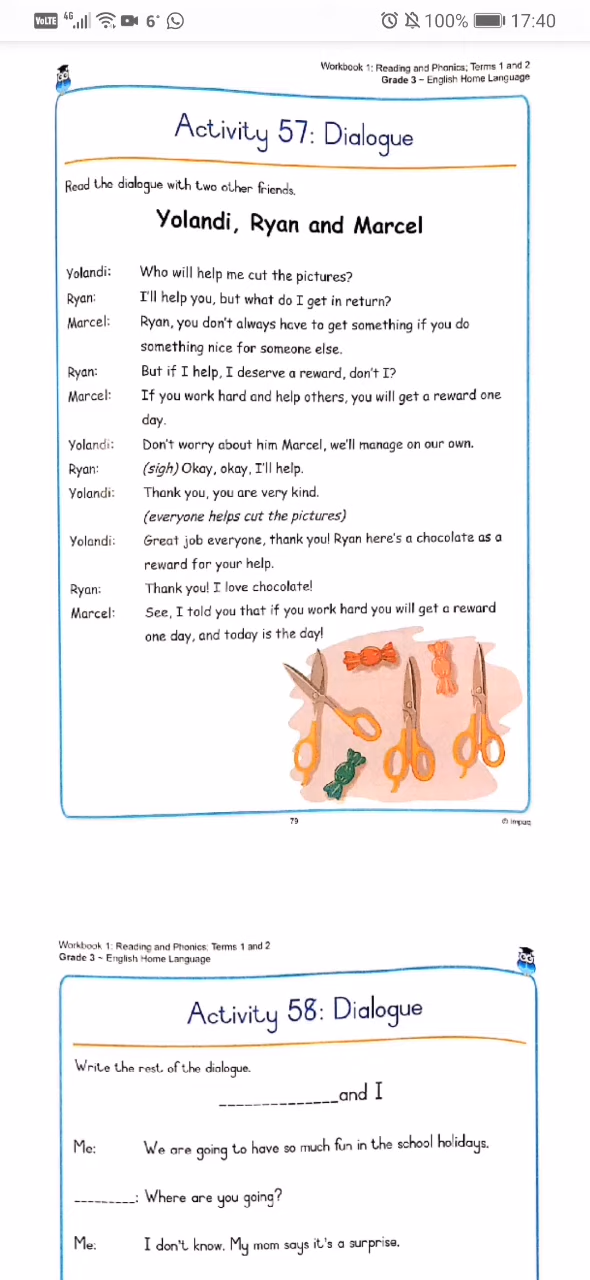 VoLTE 4G 6* 100% 17:40
Workbook 1: Reading and Phonics; Terms 1 and 2
Grade 3 – English Home Language
Activity 57: Dialogue
Read the dialogue with two other friends.
Yolandi, Ryan and Marcel
Yolandi: Who will help me cut the pictures?
Ryan: I'll help you, but what do I get in return?
Marcel: Ryan, you don't always have to get something if you do
something nice for someone else.
Ryan: But if I help, I deserve a reward, don't I?
Marcel: If you work hard and help others, you will get a reward one
day.
Yolandi: Don't worry about him Marcel, we'll manage on our own.
Ryan: (sigh) Okay, okay, I'll help.
Yolandi: Thank you, you are very kind.
(everyone helps cut the pictures)
Yolandi: Great job everyone, thank you! Ryan here's a chocolate as a
reward for your help.
Ryan: Thank you! I love chocolate!
Marcel: See, I told you that if you work hard you will get a reward
one day, and today is the day!
79 © Impaq
Workbook 1: Reading and Phonics; Terms 1 and 2
Grade 3 ~ English Home Language
Activity 58: Dialogue
Write the rest of the dialogue.
______________and I
Me: We are going to have so much fun in the school holidays.
_________: Where are you going?
Me: I don't know. My mom says it's a surprise.